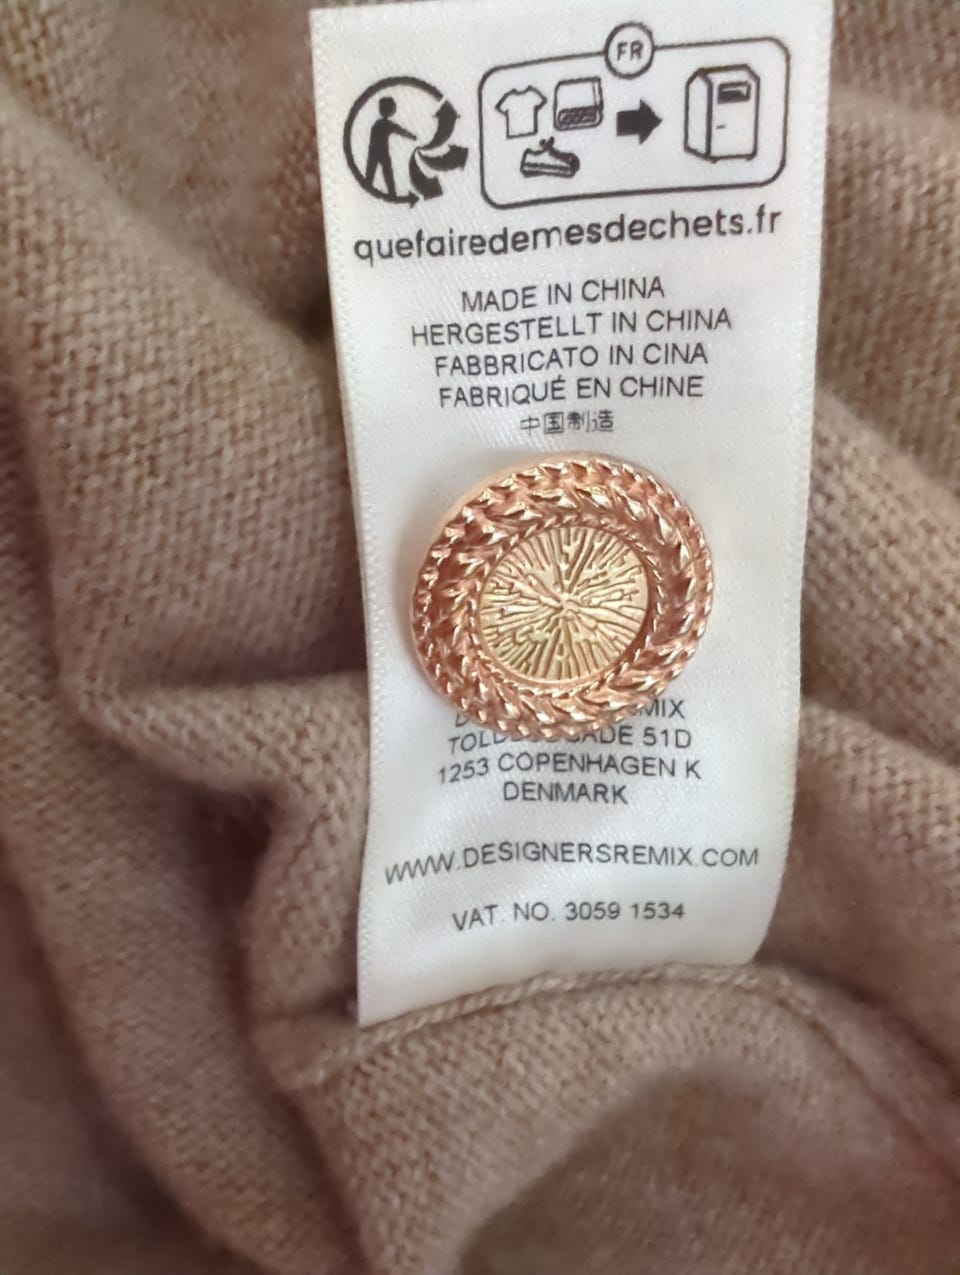 FR
quefairedemesdechets.fr
MADE IN CHINA
HERGESTELLT IN CHINA
FABBRICATO IN CINA
FABRIQUÉ EN CHINE
中国制造
51D
1253 COPENHAGEN K
DENMARK
WWW.DESIGNERSREMIX.COM
VAT. NO. 3059 1534